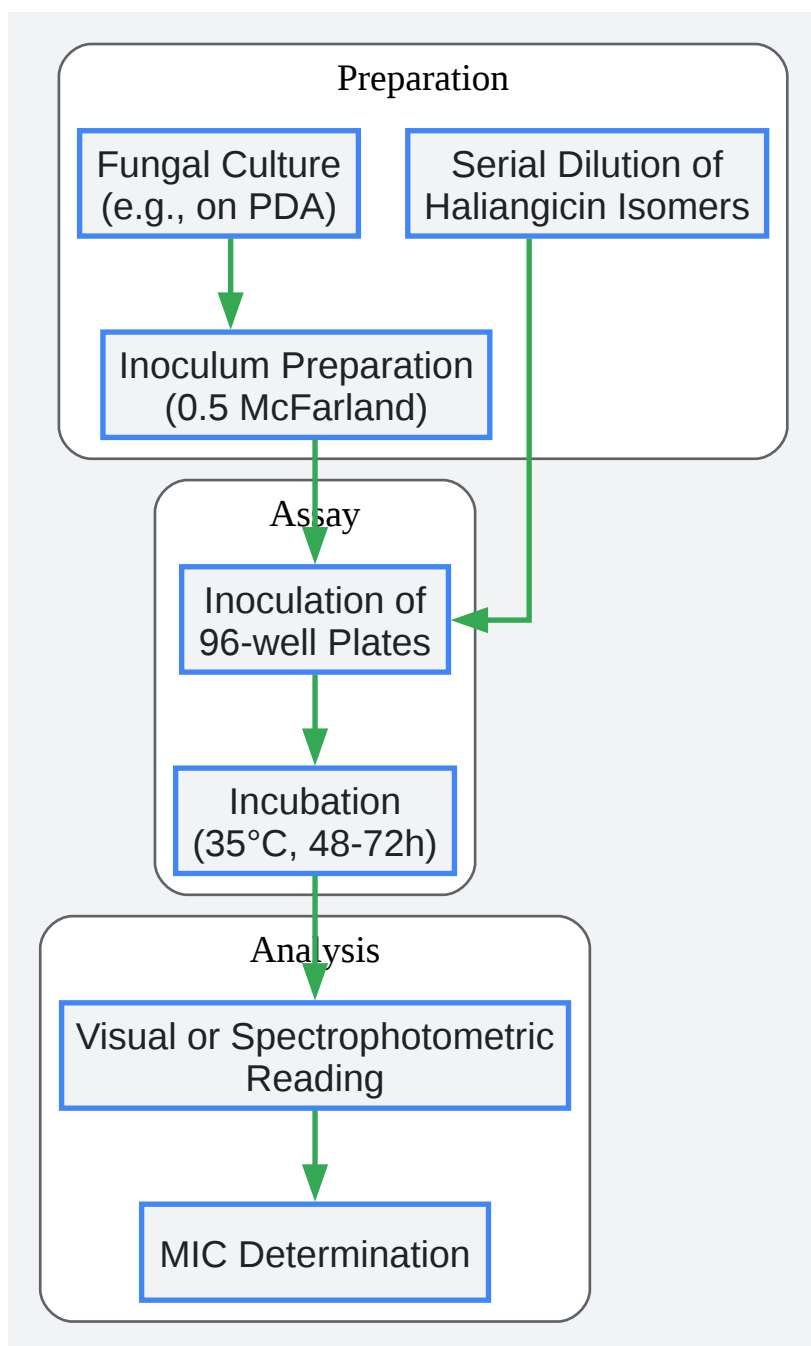 Preparation
Fungal Culture
(e.g., on PDA)
Serial Dilution of
Haliangicin Isomers
Inoculum Preparation
(0.5 McFarland)
Assay
Inoculation of
96-well Plates
Incubation
(35°C, 48-72h)
Analysis
Visual or Spectrophotometric
Reading
MIC Determination